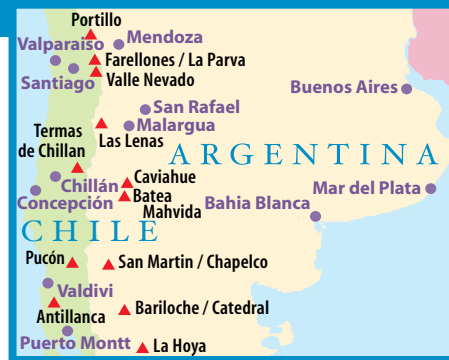 Portillo
Mendoza
Valparaiso
Farellones / La Parva
Santiago
Valle Nevado
Buenos Aires
San Rafael
Malargua
Termas
de Chillan
Las Lenas
ARGENTINA
Caviahue
Chillán
Batea
Mahvida
Concepción
Mar del Plata
Bahia Blanca
CHILE
Pucón
San Martin / Chapelco
Valdivi
Antillanca
Bariloche / Catedral
Puerto Montt
La Hoya